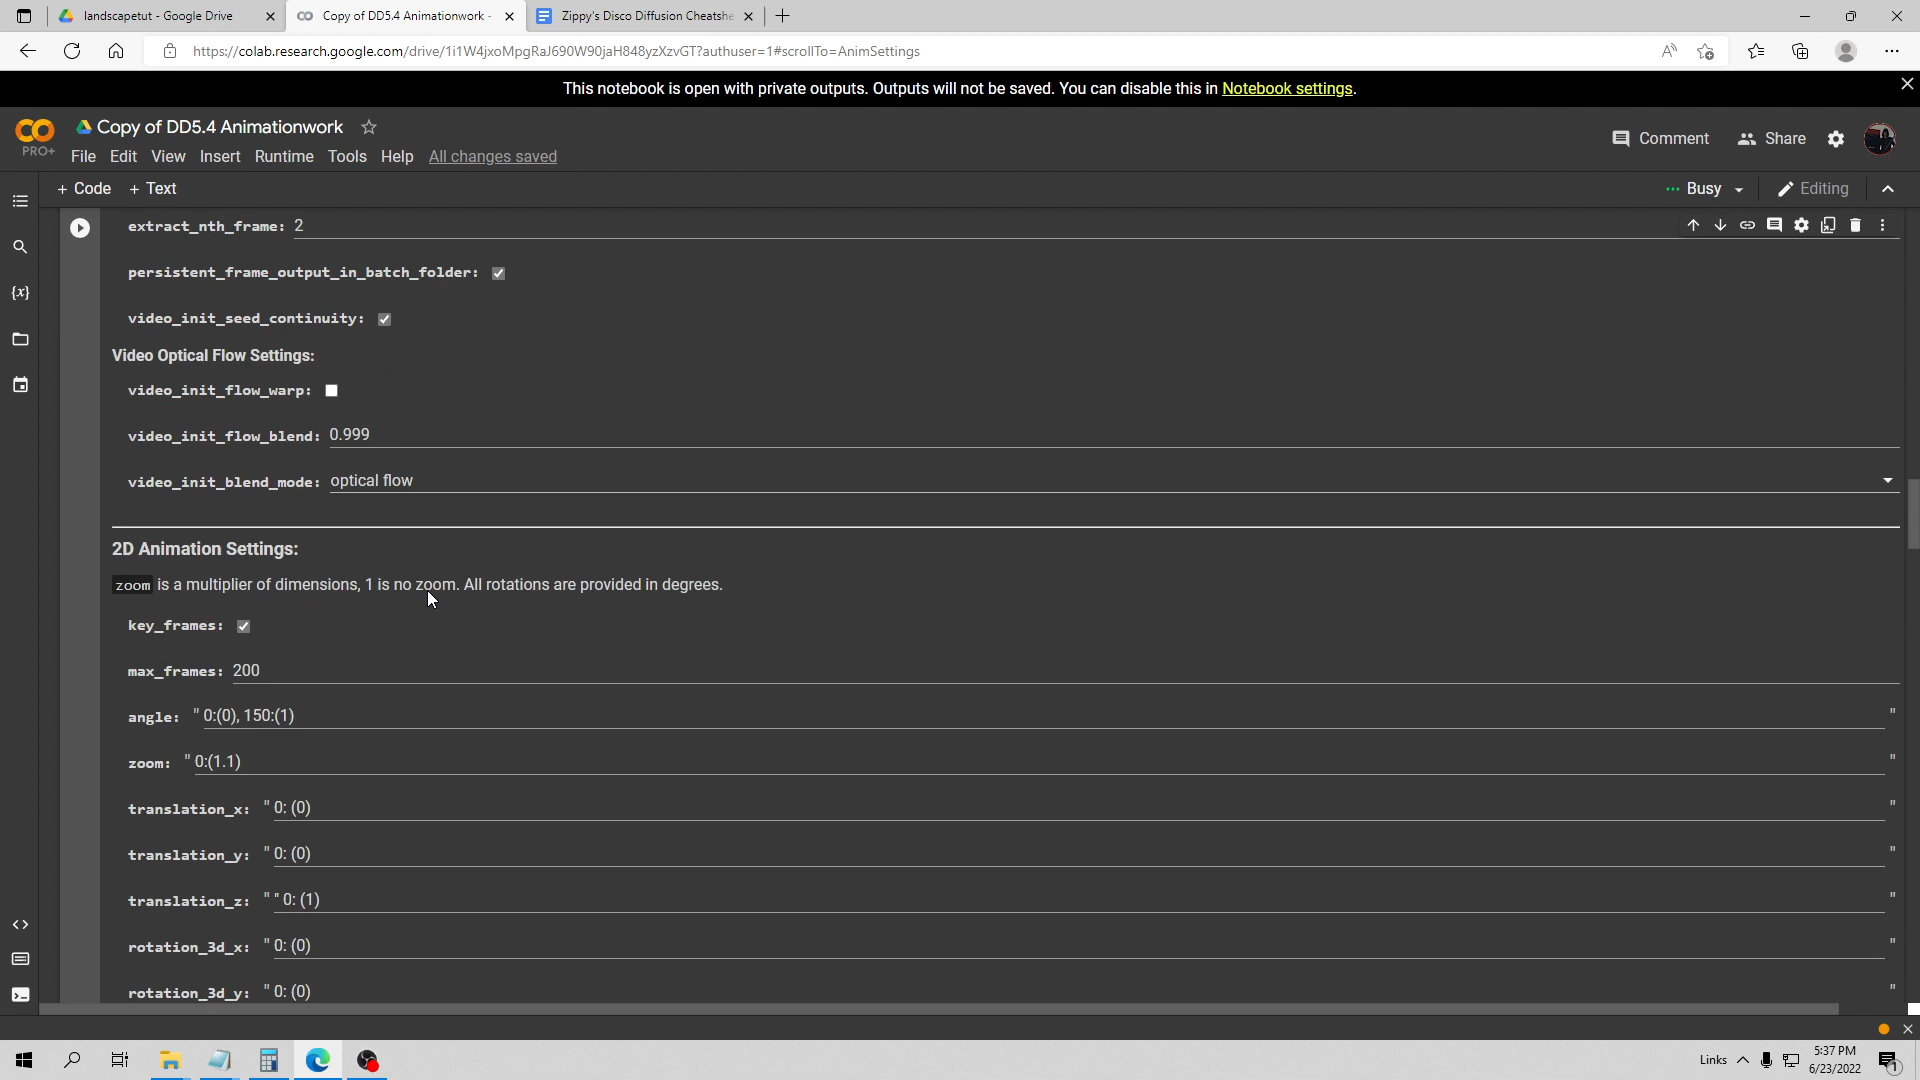 landscapetut - Google Drive
Copy of DD5.4 Animationwork -
Zippy's Disco Diffusion Cheatshe
https://colab.research.google.com/drive/1i1W4jxoMpgRaJ690W90jaH848yzXzvGT?authuser=1#scrollTo=AnimSettings
This notebook is open with private outputs. Outputs will not be saved. You can disable this in Notebook settings.
CO
PRO+
Copy of DD5.4 Animationwork
File Edit View Insert Runtime Tools Help All changes saved
Comment
Share
+ Code + Text
Busy
Editing
extract_nth_frame: 2
persistent_frame_output_in_batch_folder:
video_init_seed_continuity:
Video Optical Flow Settings:
video_init_flow_warp:
video_init_flow_blend: 0.999
video_init_blend_mode: optical flow
2D Animation Settings:
zoom is a multiplier of dimensions, 1 is no zoom. All rotations are provided in degrees.
key_frames:
max_frames: 200
angle: " 0:(0), 150:(1) "
zoom: " 0:(1.1) "
translation_x: " 0: (0) "
translation_y: " 0: (0) "
translation_z: " " 0: (1) "
rotation_3d_x: " 0: (0) "
rotation_3d_y: " 0: (0) "
Links
5:37 PM
6/23/2022
1